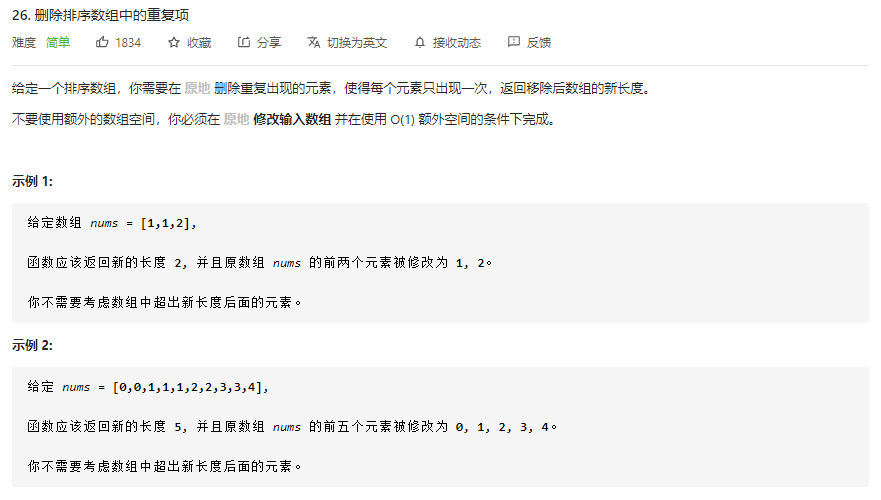 26. 删除排序数组中的重复项
难度 简单 1834 收藏 分享 切换为英文 接收动态 反馈
给定一个排序数组，你需要在 原地 删除重复出现的元素，使得每个元素只出现一次，返回移除后数组的新长度。
不要使用额外的数组空间，你必须在 原地 修改输入数组 并在使用 O(1) 额外空间的条件下完成。
示例 1:
给定数组 nums = [1,1,2],
函数应该返回新的长度 2, 并且原数组 nums 的前两个元素被修改为 1, 2。
你不需要考虑数组中超出新长度后面的元素。
示例 2:
给定 nums = [0,0,1,1,1,2,2,3,3,4],
函数应该返回新的长度 5, 并且原数组 nums 的前五个元素被修改为 0, 1, 2, 3, 4。
你不需要考虑数组中超出新长度后面的元素。